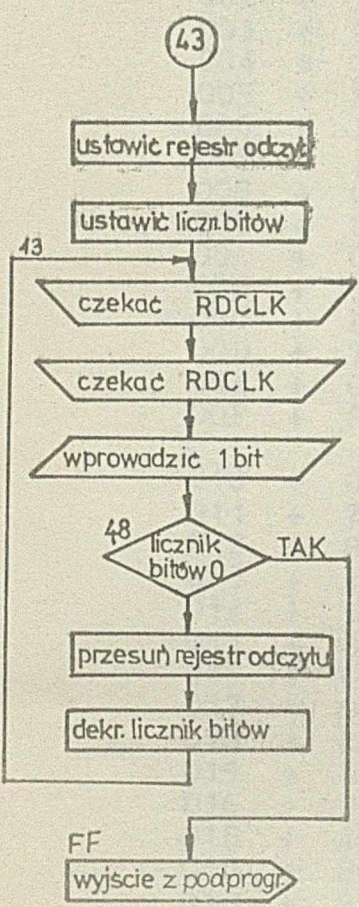 43
ustawić rejestr odczyt.
ustawić liczn. bitów
43
czekać RDCLK
czekać RDCLK
wprowadzić 1 bit
48
licznik
bitów 0
TAK
przesuń rejestr odczytu
dekr. licznik bitów
FF
wyjście z podprogr.